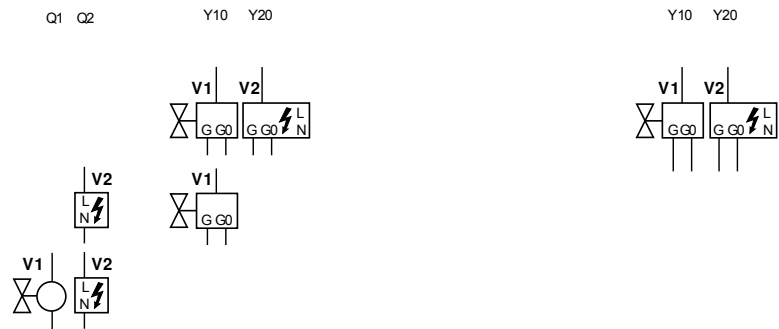 Q1 Q2 Y10 Y20 Y10 Y20
V1 V2 V1 V2
L L
G G0 G G0 N G G0 G G0 N
V2 V1
L
N G G0
V1 V2
L
N